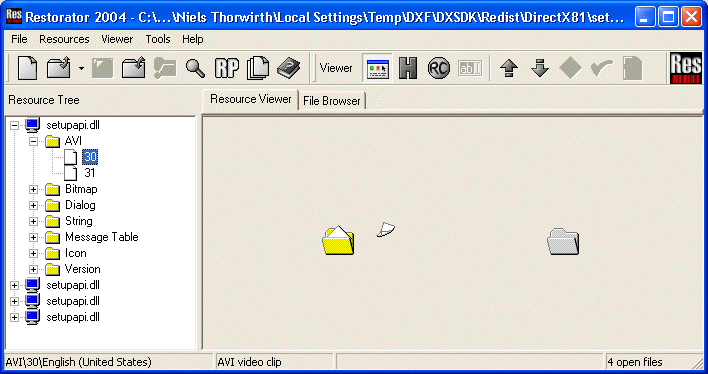 Restorator 2004 - C:\...\Niels Thorwirth\Local Settings\Temp\DXF\DXSDK\Redist\DirectX81\set...
File Resources Viewer Tools Help
RP Viewer H RC ab Res
Resource Tree
Resource Viewer File Browser
setupapi.dll
AVI
30
31
Bitmap
Dialog
String
Message Table
Icon
Version
setupapi.dll
setupapi.dll
setupapi.dll
AVI\30\English (United States) AVI video clip 4 open files